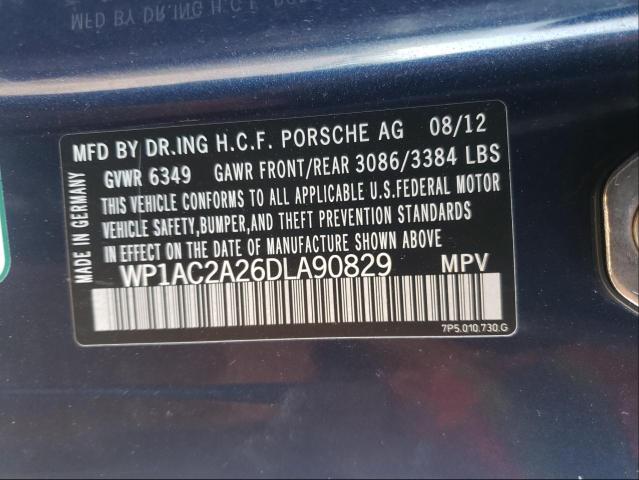 MFD BY DR.ING H.C.F. PORSCHE AG 08/12
GVWR 6349 GAWR FRONT/REAR 3086/3384 LBS
THIS VEHICLE CONFORMS TO ALL APPLICABLE U.S.FEDERAL MOTOR
VEHICLE SAFETY,BUMPER,AND THEFT PREVENTION STANDARDS
IN EFFECT ON THE DATE OF MANUFACTURE SHOWN ABOVE
WP1AC2A26DLA90829 MPV
7P5.010.730.G
MADE IN GERMANY